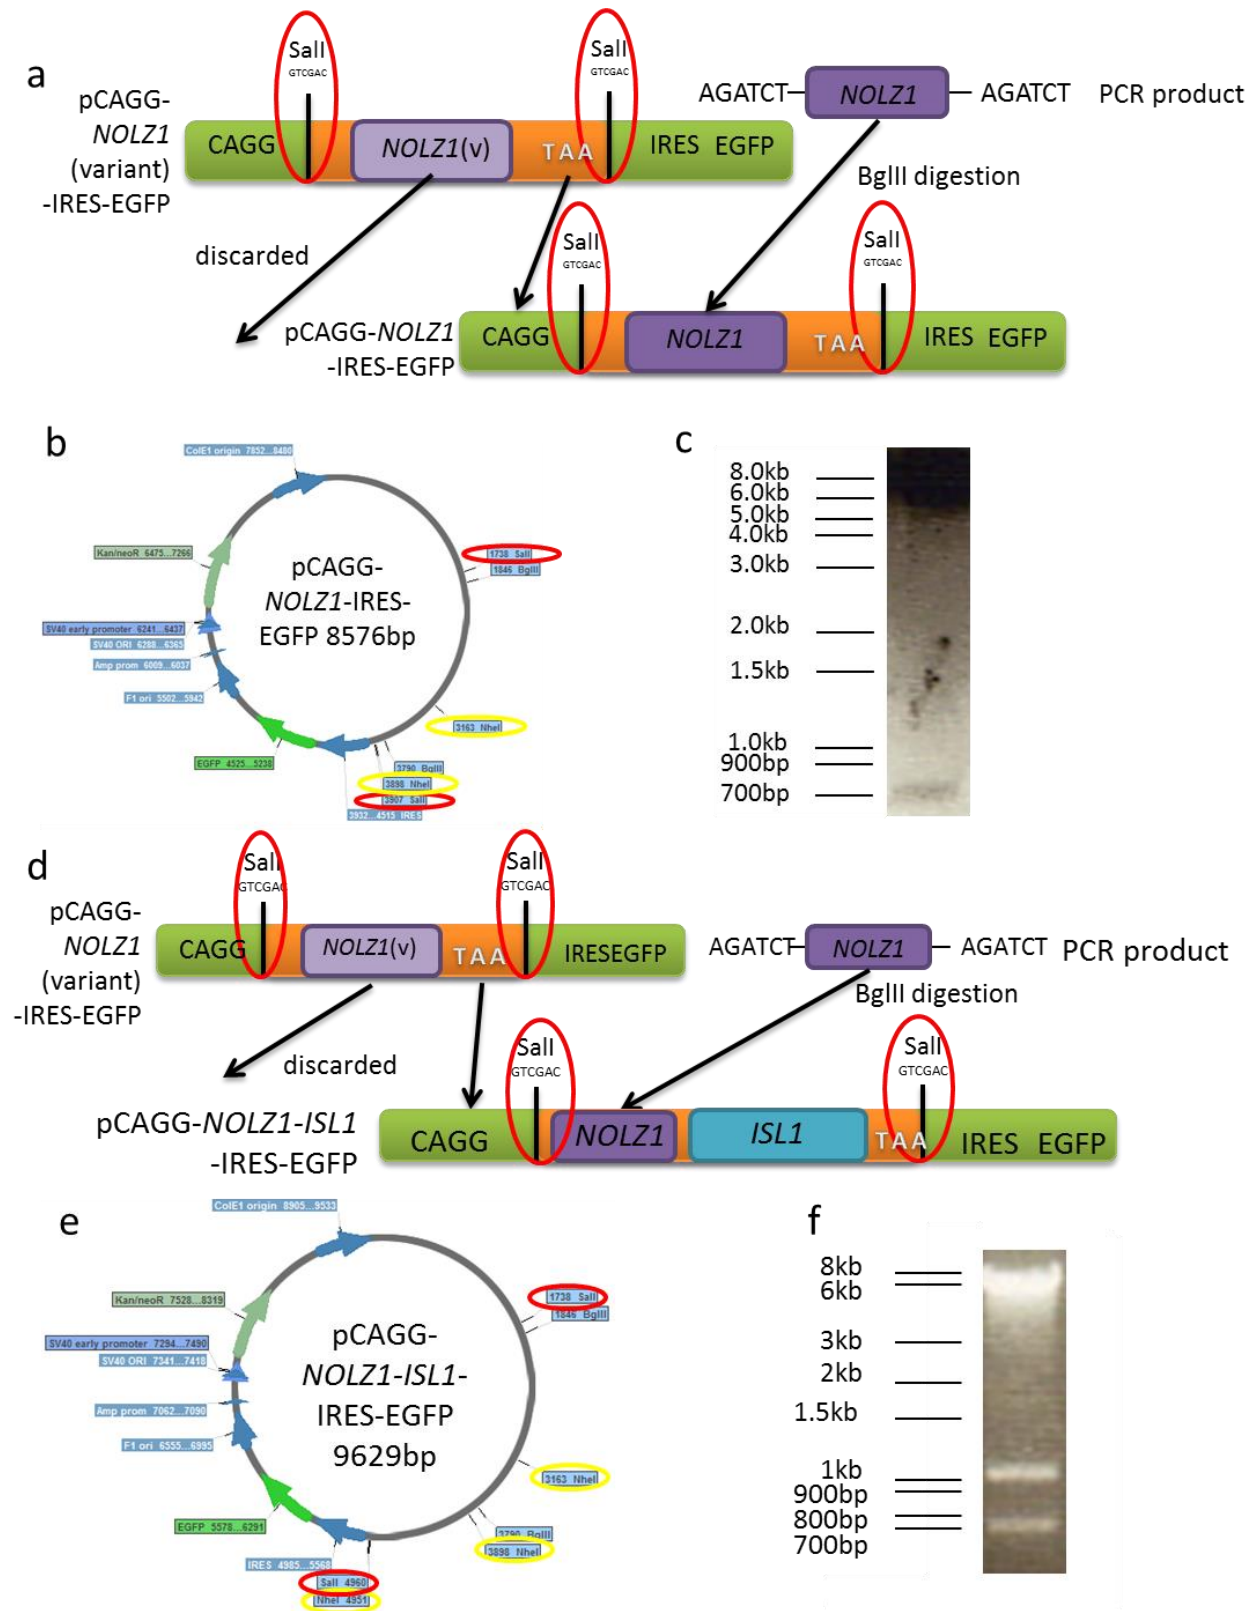 a
SalI
GTCGAC
SalI
GTCGAC
pCAGG-
NOLZ1
(variant)
-IRES-EGFP
CAGG
NOLZ1(v)
TAA
IRES EGFP
AGATCT
NOLZ1
AGATCT
PCR product
BglII digestion
discarded
SalI
GTCGAC
SalI
GTCGAC
pCAGG-NOLZ1
-IRES-EGFP
CAGG
NOLZ1
TAA
IRES EGFP
b
ColE1 origin 7852...8480
Kan/neoR 6475...7266
SV40 early promoter 6241...6437
SV40 ORI 6288...6365
Amp prom 6009...6037
F1 ori 5502...5942
EGFP 4525...5238
pCAGG-
NOLZ1-IRES-
EGFP 8576bp
1738 SalI
1846 BglII
3163 NheI
3790 BglII
3898 NheI
3907 SalI
3932...4515 IRES
c
8.0kb
6.0kb
5.0kb
4.0kb
3.0kb
2.0kb
1.5kb
1.0kb
900bp
700bp
d
SalI
GTCGAC
SalI
GTCGAC
pCAGG-
NOLZ1
(variant)
-IRES-EGFP
CAGG
NOLZ1(v)
TAA
IRESEGFP
AGATCT
NOLZ1
AGATCT
PCR product
BglII digestion
discarded
SalI
GTCGAC
SalI
GTCGAC
pCAGG-NOLZ1-ISL1
-IRES-EGFP
CAGG
NOLZ1
ISL1
TAA
IRES EGFP
e
ColE1 origin 8905...9533
Kan/neoR 7528...8319
SV40 early promoter 7294...7490
SV40 ORI 7341...7418
Amp prom 7062...7090
F1 ori 6555...6995
EGFP 5578...6291
IRES 4985...5568
SalI 4960
NheI 4951
pCAGG-
NOLZ1-ISL1-
IRES-EGFP
9629bp
1738 SalI
1846 BglII
3163 NheI
3790 BglII
3898 NheI
f
8kb
6kb
3kb
2kb
1.5kb
1kb
900bp
800bp
700bp